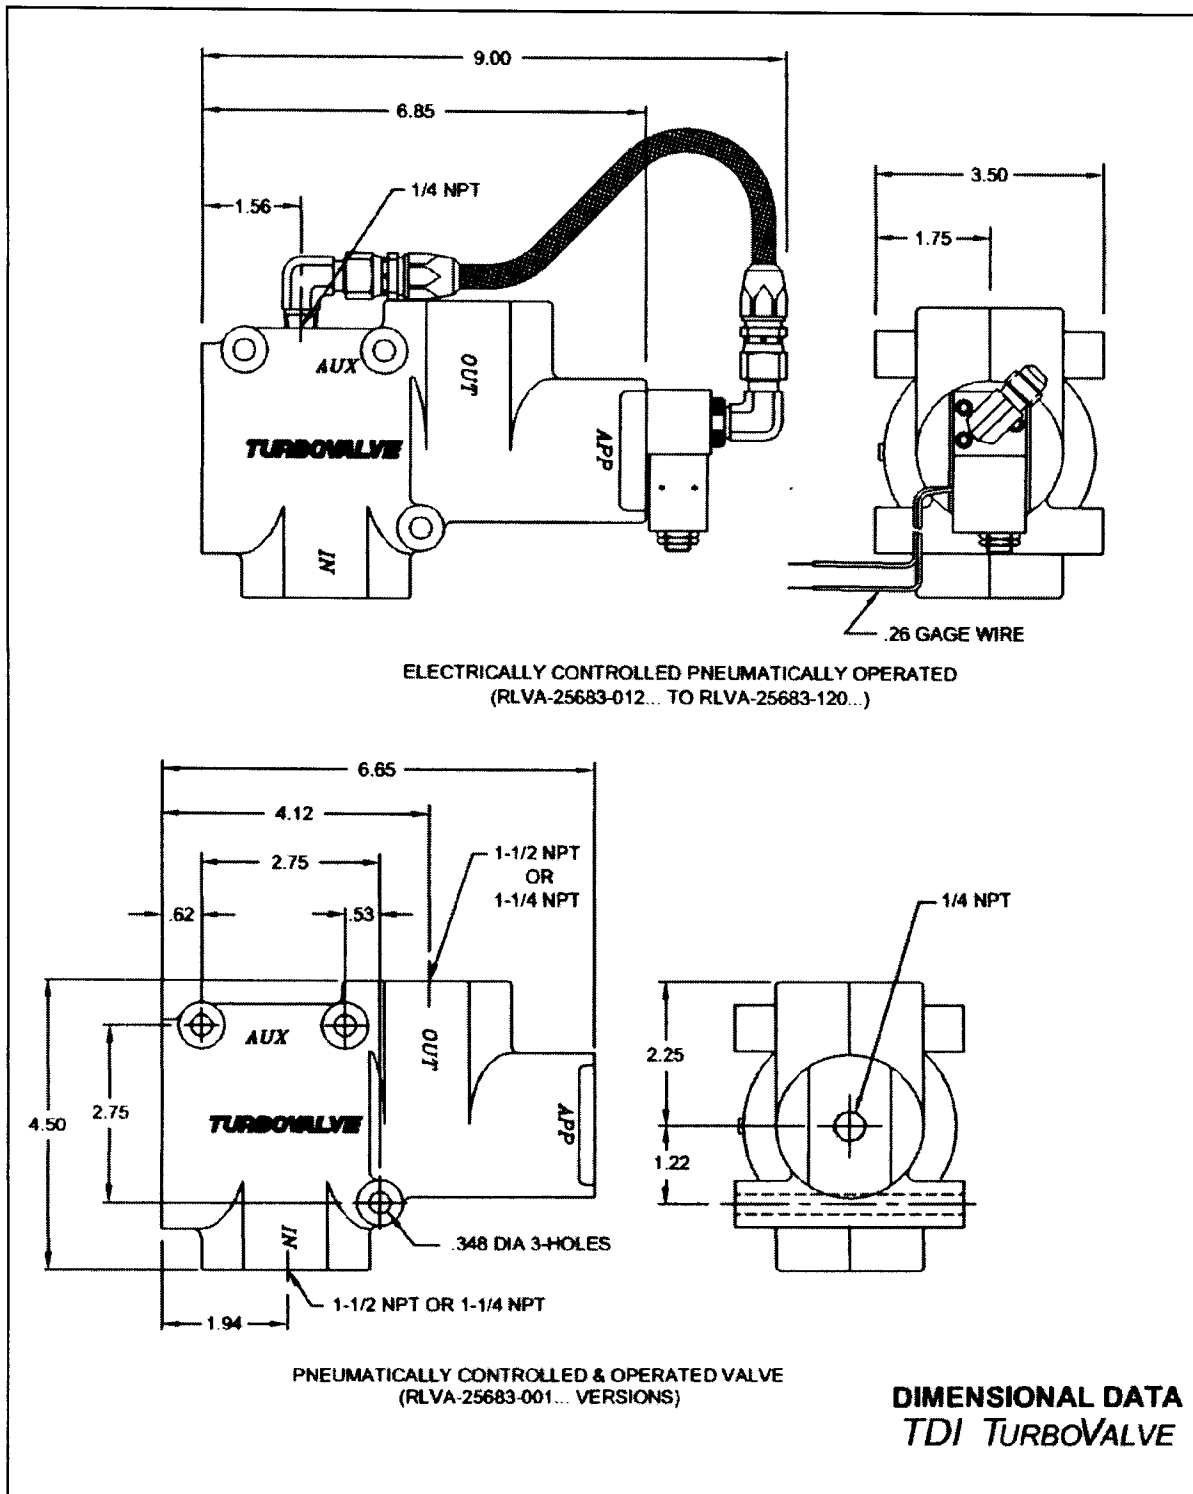 9.00
6.85
1/4 NPT
1.56
3.50
1.75
AUX
OUT
TURBOVALVE
APP
IN
.26 GAGE WIRE
ELECTRICALLY CONTROLLED PNEUMATICALLY OPERATED
(RLVA-25683-012... TO RLVA-25683-120...)
6.65
4.12
2.75
1-1/2 NPT
OR
1-1/4 NPT
.62
.53
1/4 NPT
AUX
OUT
2.25
4.50
2.75
TURBOVALVE
APP
1.22
IN
.348 DIA 3-HOLES
1-1/2 NPT OR 1-1/4 NPT
1.94
PNEUMATICALLY CONTROLLED & OPERATED VALVE
(RLVA-25683-001... VERSIONS)
DIMENSIONAL DATA
TDI TURBOVALVE